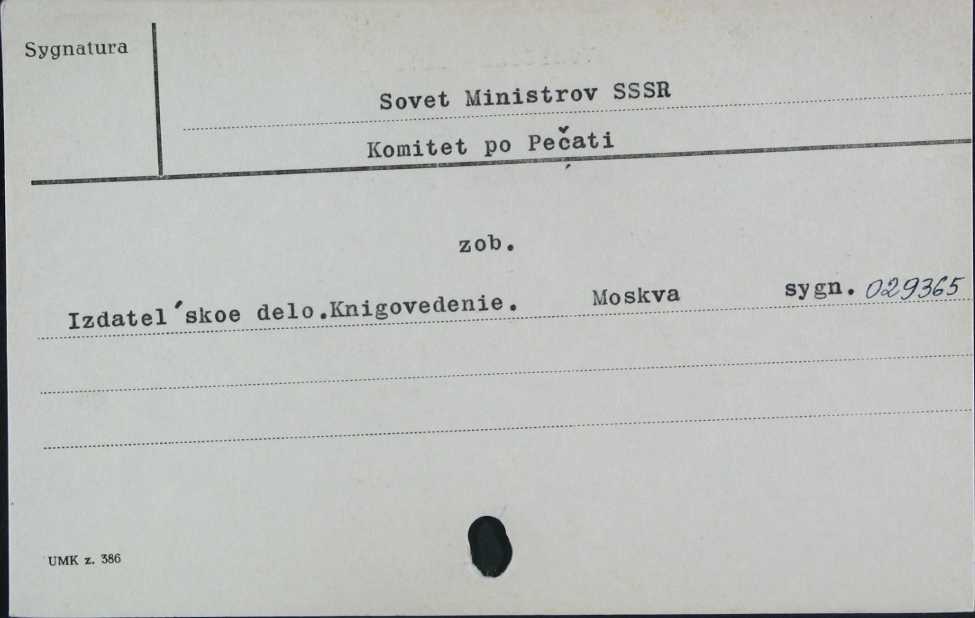 Sygnatura
Sovet Ministrov SSSR
Komitet po Pečati
zob.
Izdatel´skoe delo.Knigovedenie. Moskva sygn. 029365
UMK z. 386